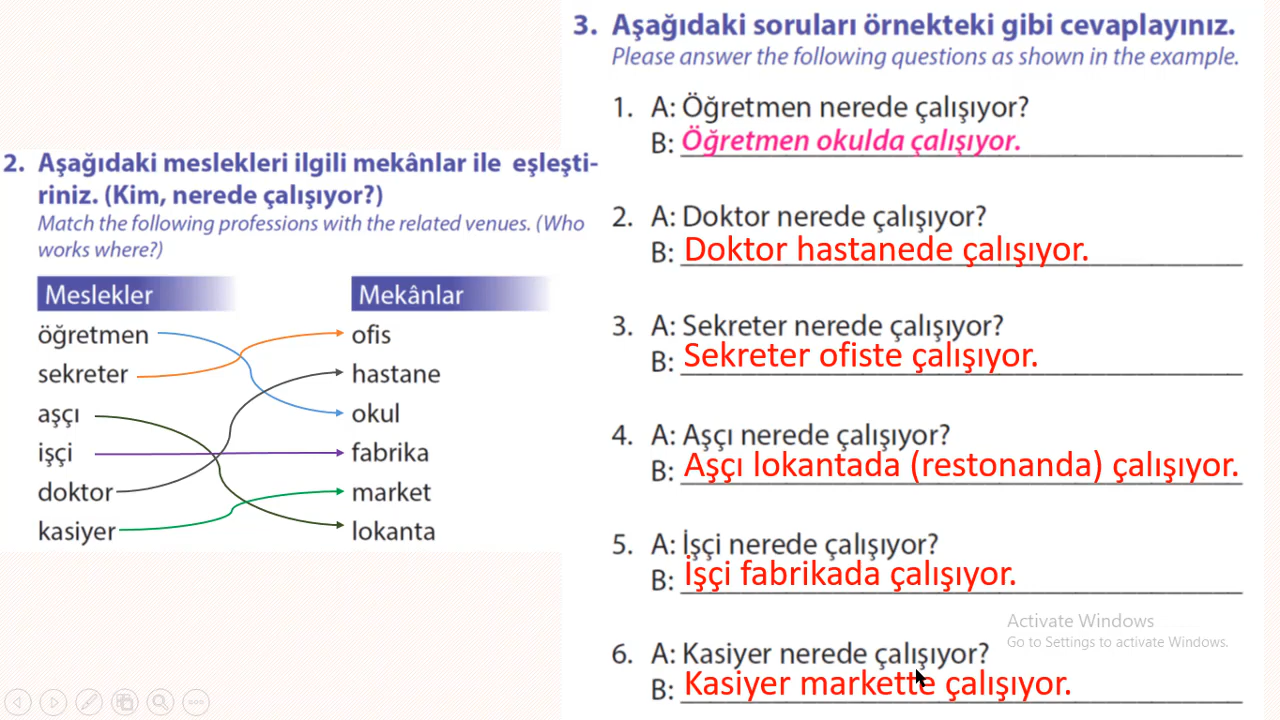 2. Aşağıdaki meslekleri ilgili mekânlar ile eşleşti-
riniz. (Kim, nerede çalışıyor?)
Match the following professions with the related venues. (Who
works where?)
Meslekler
Mekânlar
öğretmen
ofis
sekreter
hastane
aşçı
okul
işçi
fabrika
doktor
market
kasiyer
lokanta
3. Aşağıdaki soruları örnekteki gibi cevaplayınız.
Please answer the following questions as shown in the example.
1. A: Öğretmen nerede çalışıyor?
B: Öğretmen okulda çalışıyor.
2. A: Doktor nerede çalışıyor?
B: Doktor hastanede çalışıyor.
3. A: Sekreter nerede çalışıyor?
B: Sekreter ofiste çalışıyor.
4. A: Aşçı nerede çalışıyor?
B: Aşçı lokantada (restonanda) çalışıyor.
5. A: İşçi nerede çalışıyor?
B: İşçi fabrikada çalışıyor.
6. A: Kasiyer nerede çalışıyor?
B: Kasiyer markette çalışıyor.
Activate Windows
Go to Settings to activate Windows.